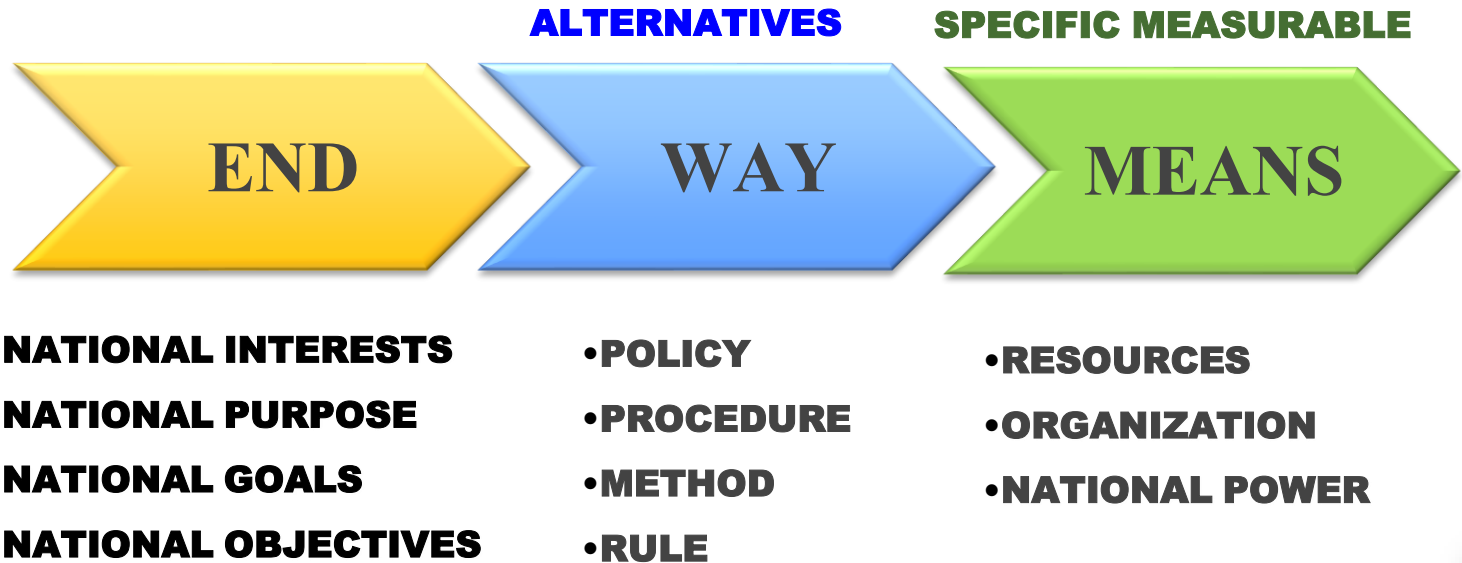 ALTERNATIVES
SPECIFIC MEASURABLE
END
WAY
MEANS
NATIONAL INTERESTS
NATIONAL PURPOSE
NATIONAL GOALS
NATIONAL OBJECTIVES
•POLICY
•PROCEDURE
•METHOD
•RULE
•RESOURCES
•ORGANIZATION
•NATIONAL POWER